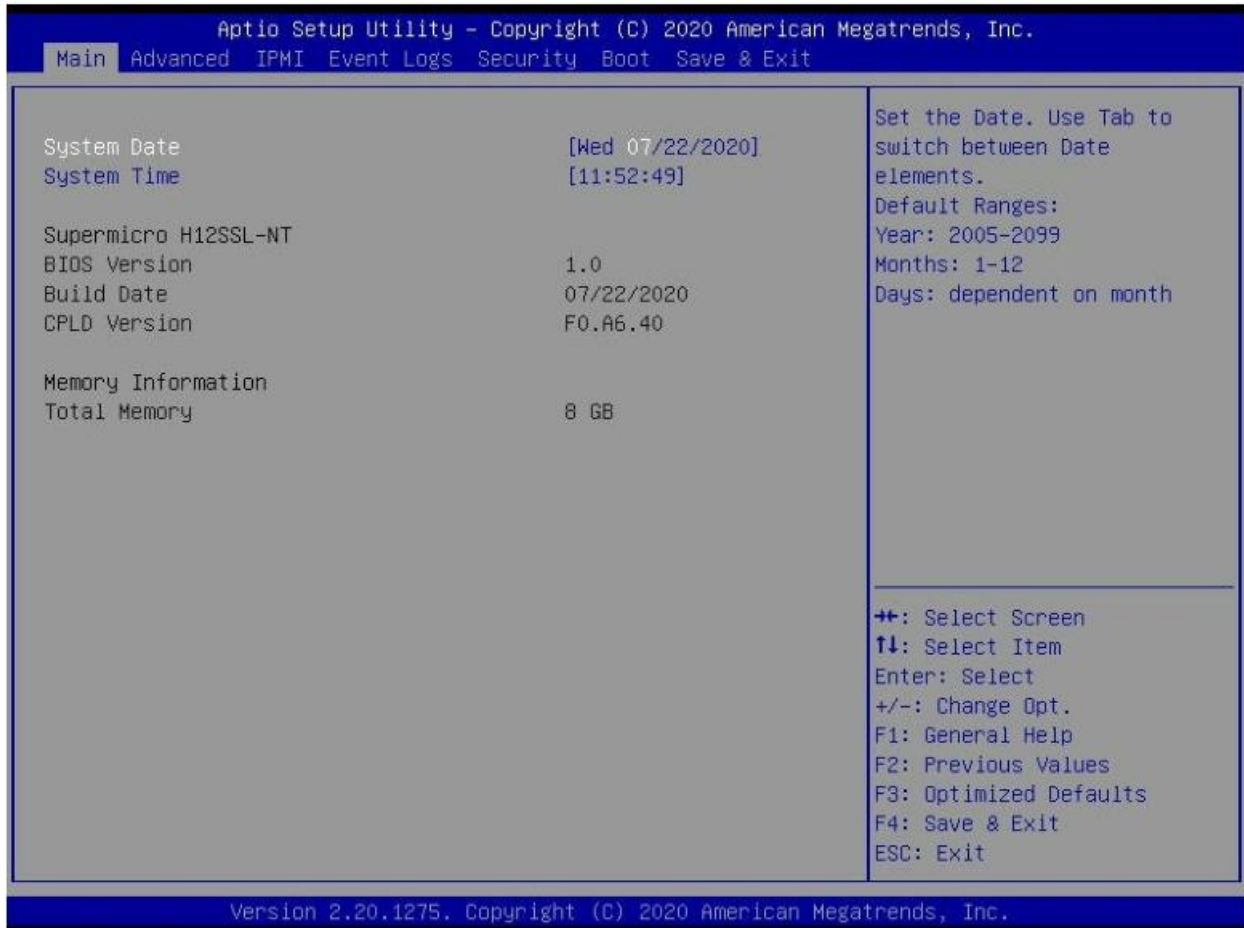 Aptio Setup Utility – Copyright (C) 2020 American Megatrends, Inc.
Main Advanced IPMI Event Logs Security Boot Save & Exit
System Date [Wed 07/22/2020]
System Time [11:52:49]
Supermicro H12SSL-NT
BIOS Version 1.0
Build Date 07/22/2020
CPLD Version F0.A6.40
Memory Information
Total Memory 8 GB
Set the Date. Use Tab to
switch between Date
elements.
Default Ranges:
Year: 2005-2099
Months: 1-12
Days: dependent on month
→←: Select Screen
↑↓: Select Item
Enter: Select
+/-: Change Opt.
F1: General Help
F2: Previous Values
F3: Optimized Defaults
F4: Save & Exit
ESC: Exit
Version 2.20.1275. Copyright (C) 2020 American Megatrends, Inc.